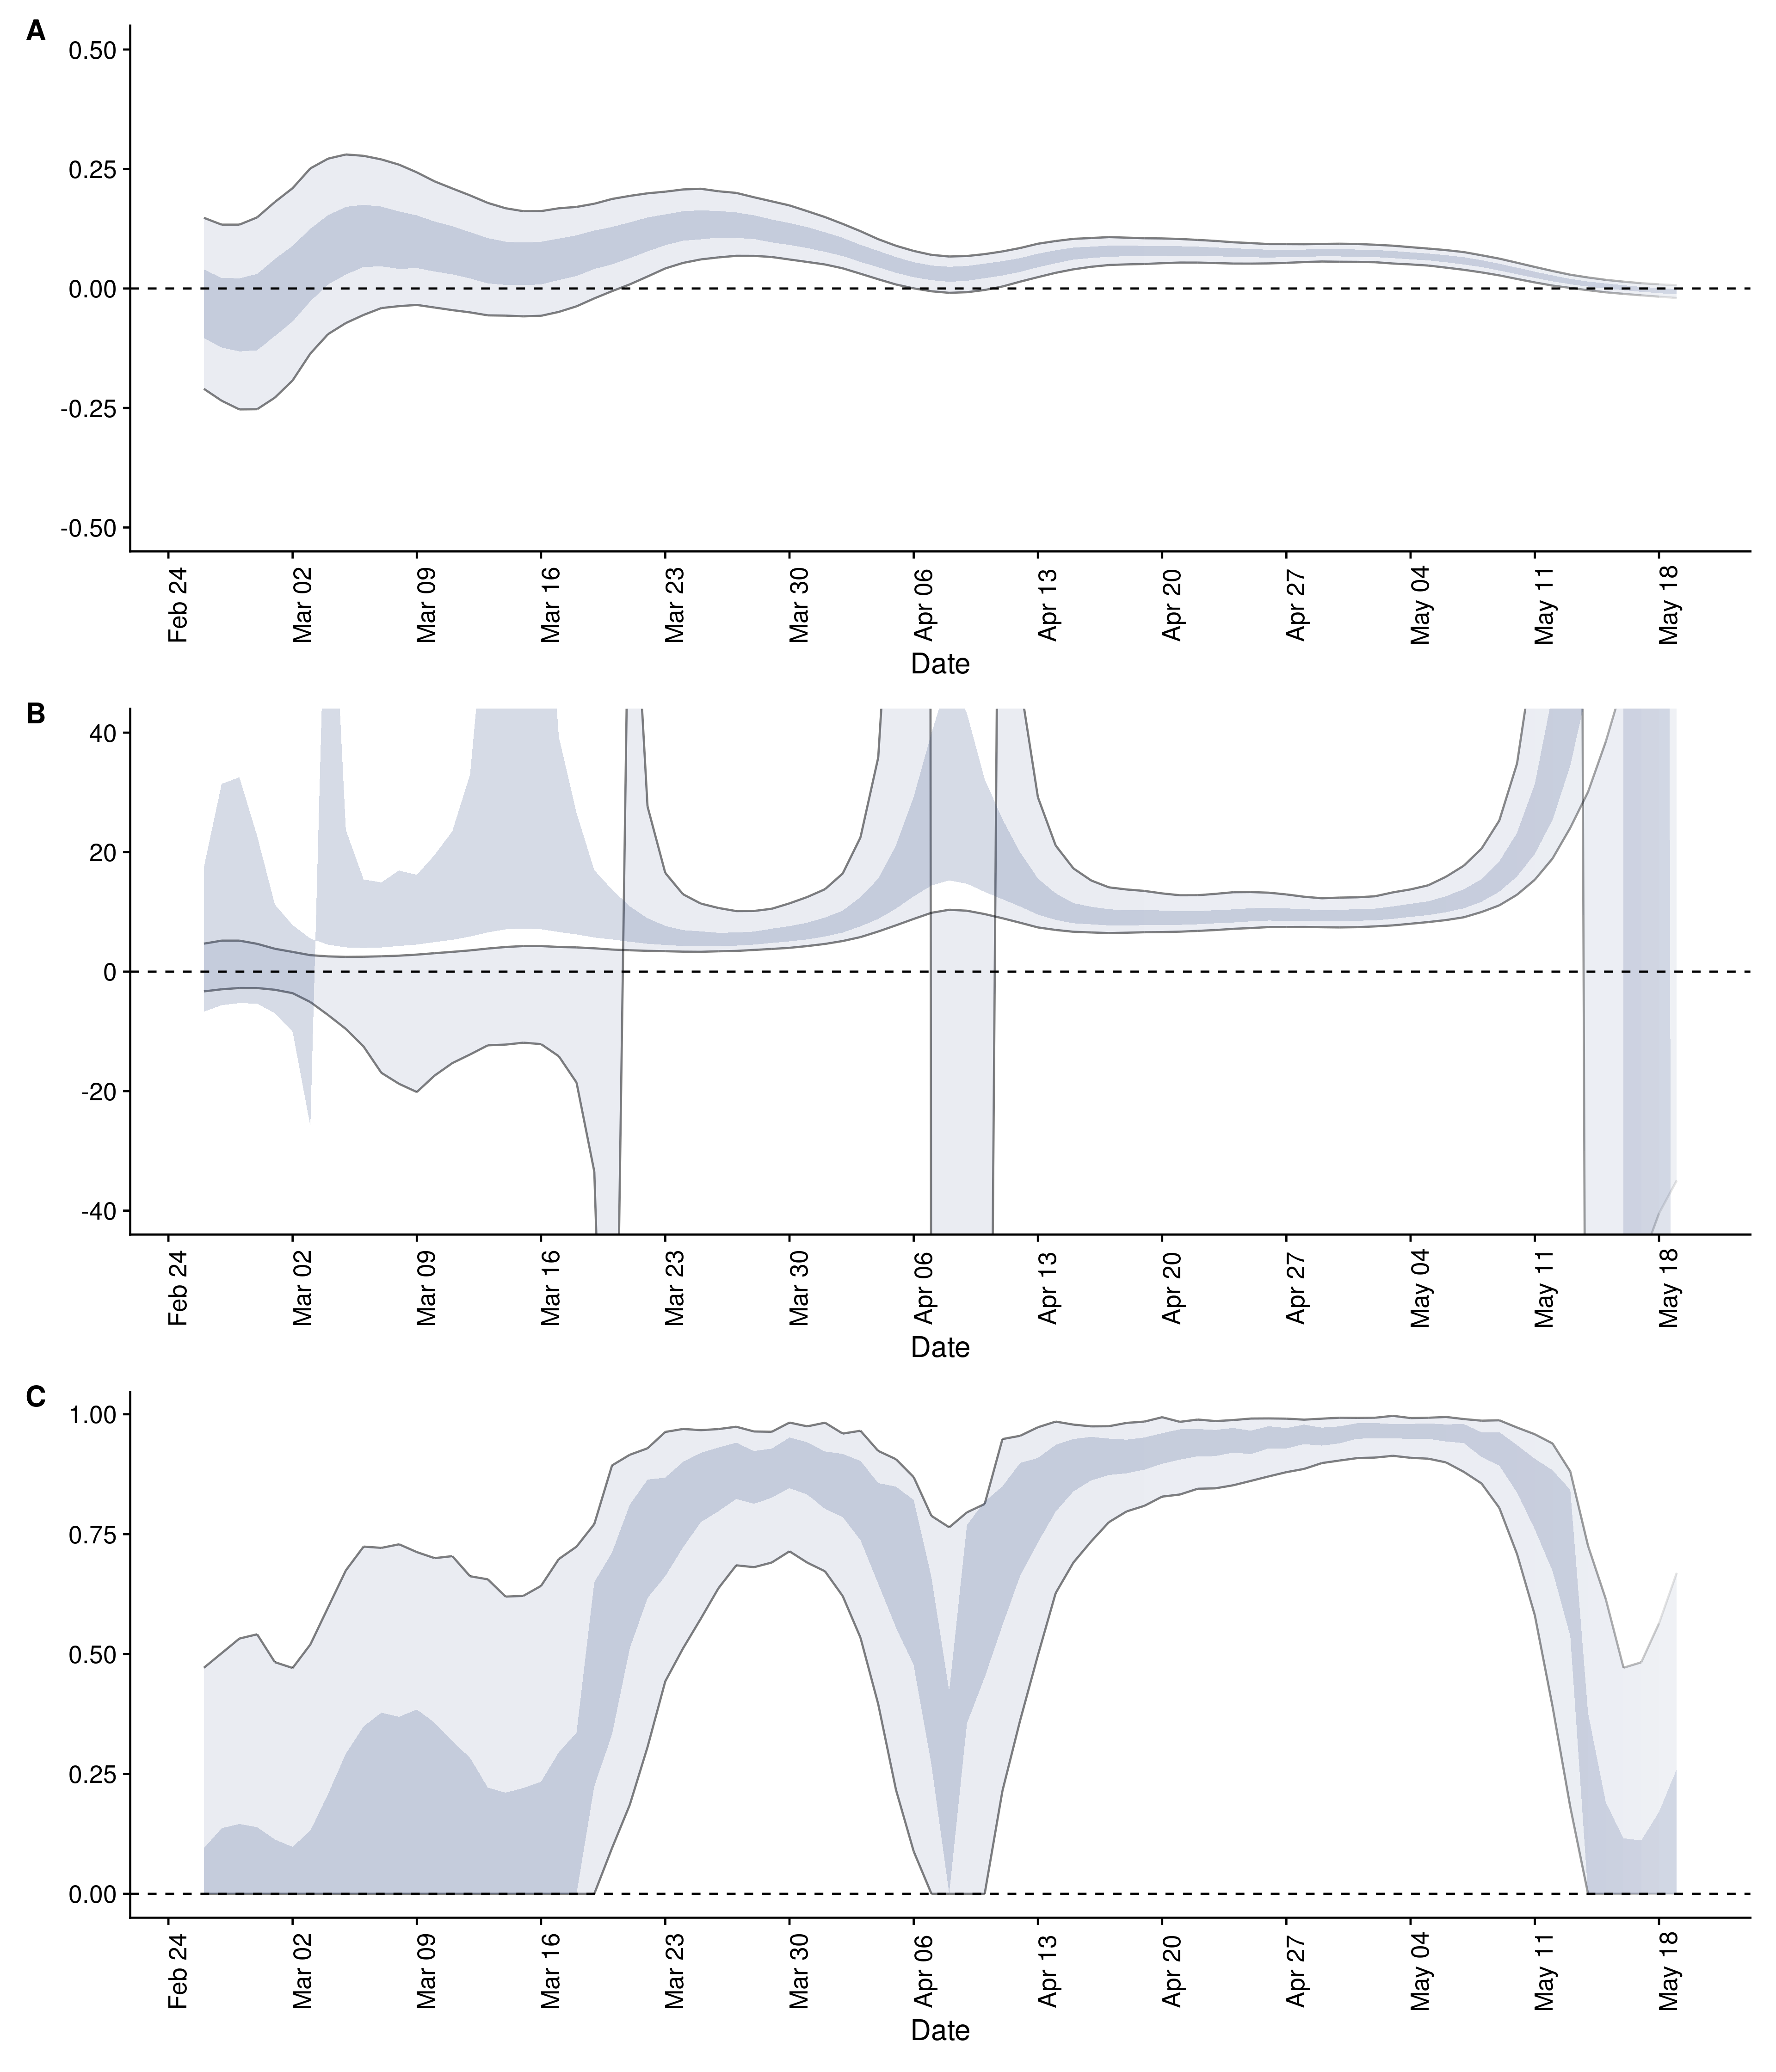 A
0.50
0.25
0.00
-0.25
-0.50
Feb 24
Mar 02
Mar 09
Mar 16
Mar 23
Mar 30
Apr 06
Apr 13
Apr 20
Apr 27
May 04
May 11
May 18
Date
B
40
20
0
-20
-40
Feb 24
Mar 02
Mar 09
Mar 16
Mar 23
Mar 30
Apr 06
Apr 13
Apr 20
Apr 27
May 04
May 11
May 18
Date
C
1.00
0.75
0.50
0.25
0.00
Feb 24
Mar 02
Mar 09
Mar 16
Mar 23
Mar 30
Apr 06
Apr 13
Apr 20
Apr 27
May 04
May 11
May 18
Date